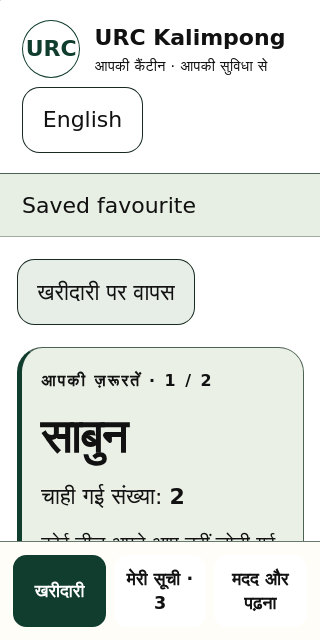 URC
URC Kalimpong
आपकी कैंटीन · आपकी सुविधा से
English
Saved favourite
खरीदारी पर वापस
आपकी ज़रूरतें · 1 / 2
साबुन
चाही गई संख्या: 2
खरीदारी
मेरी सूची ·
3
मदद और
पढ़ना